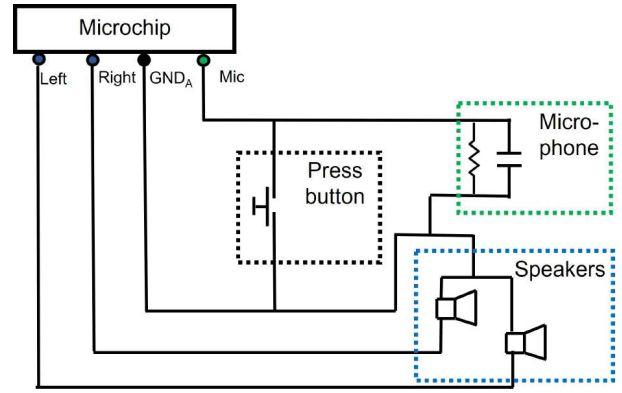 Microchip
Left
Right
GNDA
Mic
Micro-
phone
Press
button
Speakers